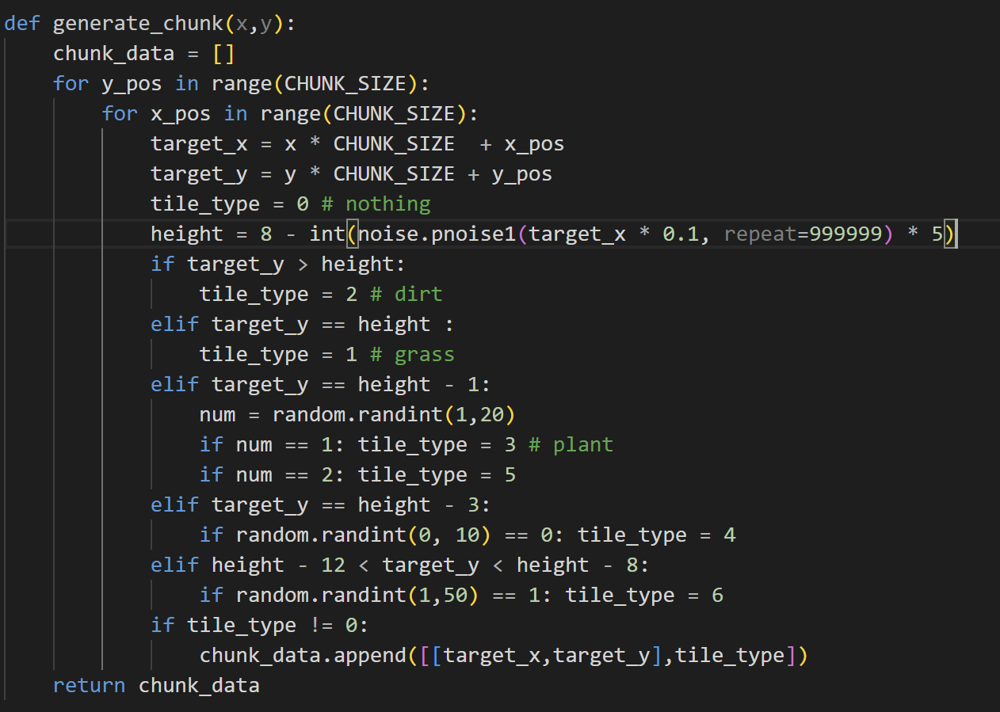 def generate_chunk(x,y):
    chunk_data = []
    for y_pos in range(CHUNK_SIZE):
        for x_pos in range(CHUNK_SIZE):
            target_x = x * CHUNK_SIZE  + x_pos
            target_y = y * CHUNK_SIZE + y_pos
            tile_type = 0 # nothing
            height = 8 - int(noise.pnoise1(target_x * 0.1, repeat=999999) * 5)
            if target_y > height:
                tile_type = 2 # dirt
            elif target_y == height :
                tile_type = 1 # grass
            elif target_y == height - 1:
                num = random.randint(1,20)
                if num == 1: tile_type = 3 # plant
                if num == 2: tile_type = 5
            elif target_y == height - 3:
                if random.randint(0, 10) == 0: tile_type = 4
            elif height - 12 < target_y < height - 8:
                if random.randint(1,50) == 1: tile_type = 6
            if tile_type != 0:
                chunk_data.append([[target_x,target_y],tile_type])
    return chunk_data